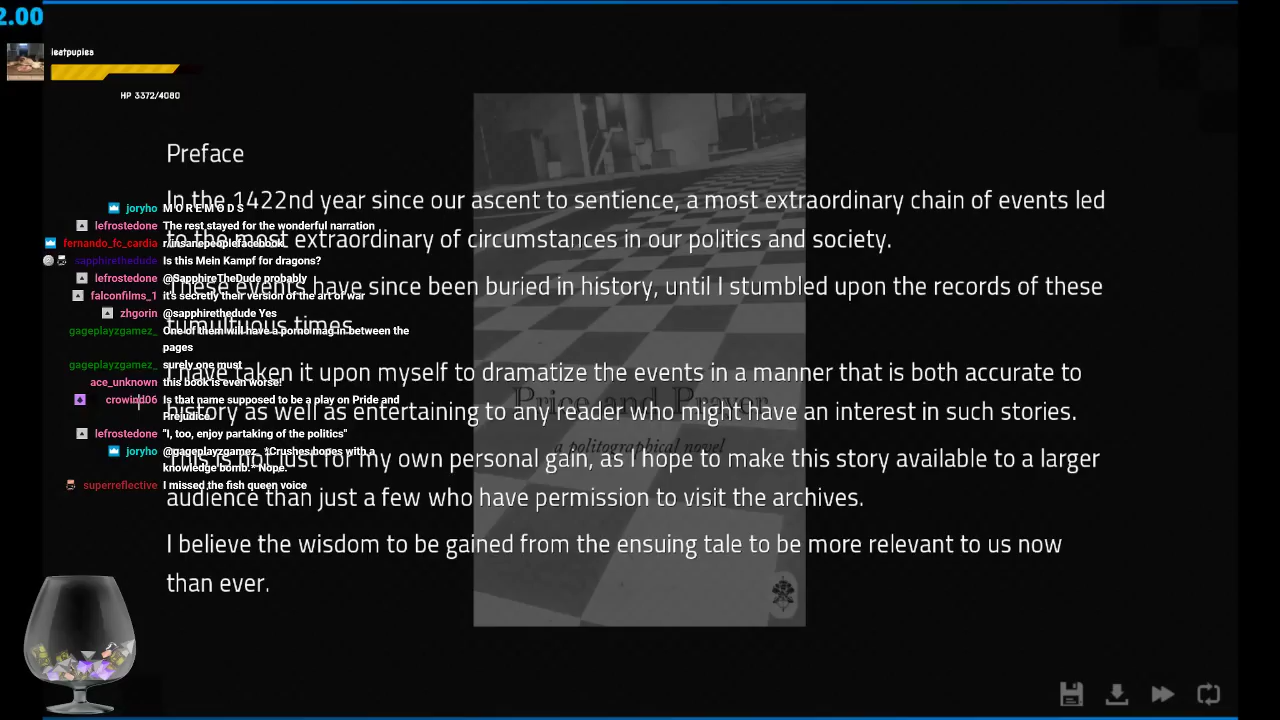 2.00
ieatpupies
HP 3372/4080
Preface
In the 1422nd year since our ascent to sentience, a most extraordinary chain of events led
extraordinary of circumstances in our politics and society.
These events have since been buried in history, until I stumbled upon the records of these
tumultuous times.
I have taken it upon myself to dramatize the events in a manner that is both accurate to
history as well as entertaining to any reader who might have an interest in such stories.
This is not just for my own personal gain, as I hope to make this story available to a larger
audience than just a few who have permission to visit the archives.
I believe the wisdom to be gained from the ensuing tale to be more relevant to us now
than ever.
Price and Prayer
a politographical novel
joryho M O R E M O D S
lefrostedone The rest stayed for the wonderful narration
fernando_fc_cardia r/insanepeoplefacebook
sapphirethedude Is this Mein Kampf for dragons?
lefrostedone @SapphireTheDude probably
falconfilms_1 it's secretly their version of the art of war
zhgorin @sapphirethedude Yes
gageplayzgamez_ One of them will have a porno mag in between the
pages
gageplayzgamez_ surely one must
ace_unknown this book is even worse!
crowind06 Is that name supposed to be a play on Pride and
Prejudice
lefrostedone "I, too, enjoy partaking of the politics"
joryho @gageplayzgamez_ *Crushes bones with a
knowledge bomb.* Nope.
superreflective I missed the fish queen voice